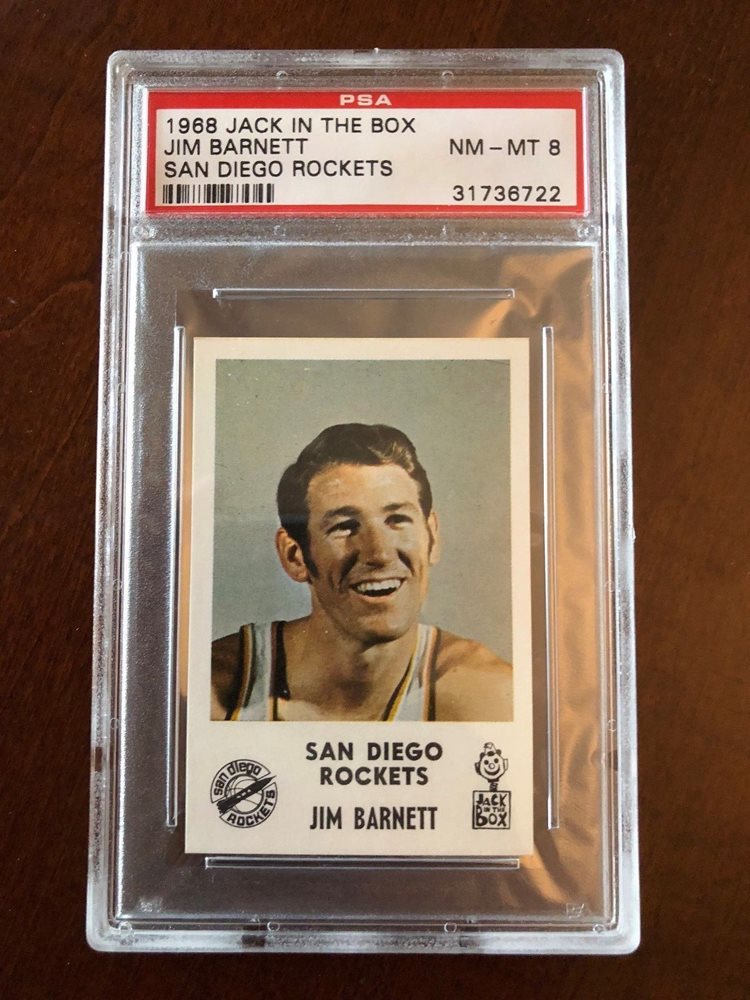 PSA
1968 JACK IN THE BOX
JIM BARNETT
NM-MT 8
SAN DIEGO ROCKETS
31736722
SAN DIEGO
ROCKETS
JIM BARNETT
san diego
ROCKETS
JACK
IN THE
BOX